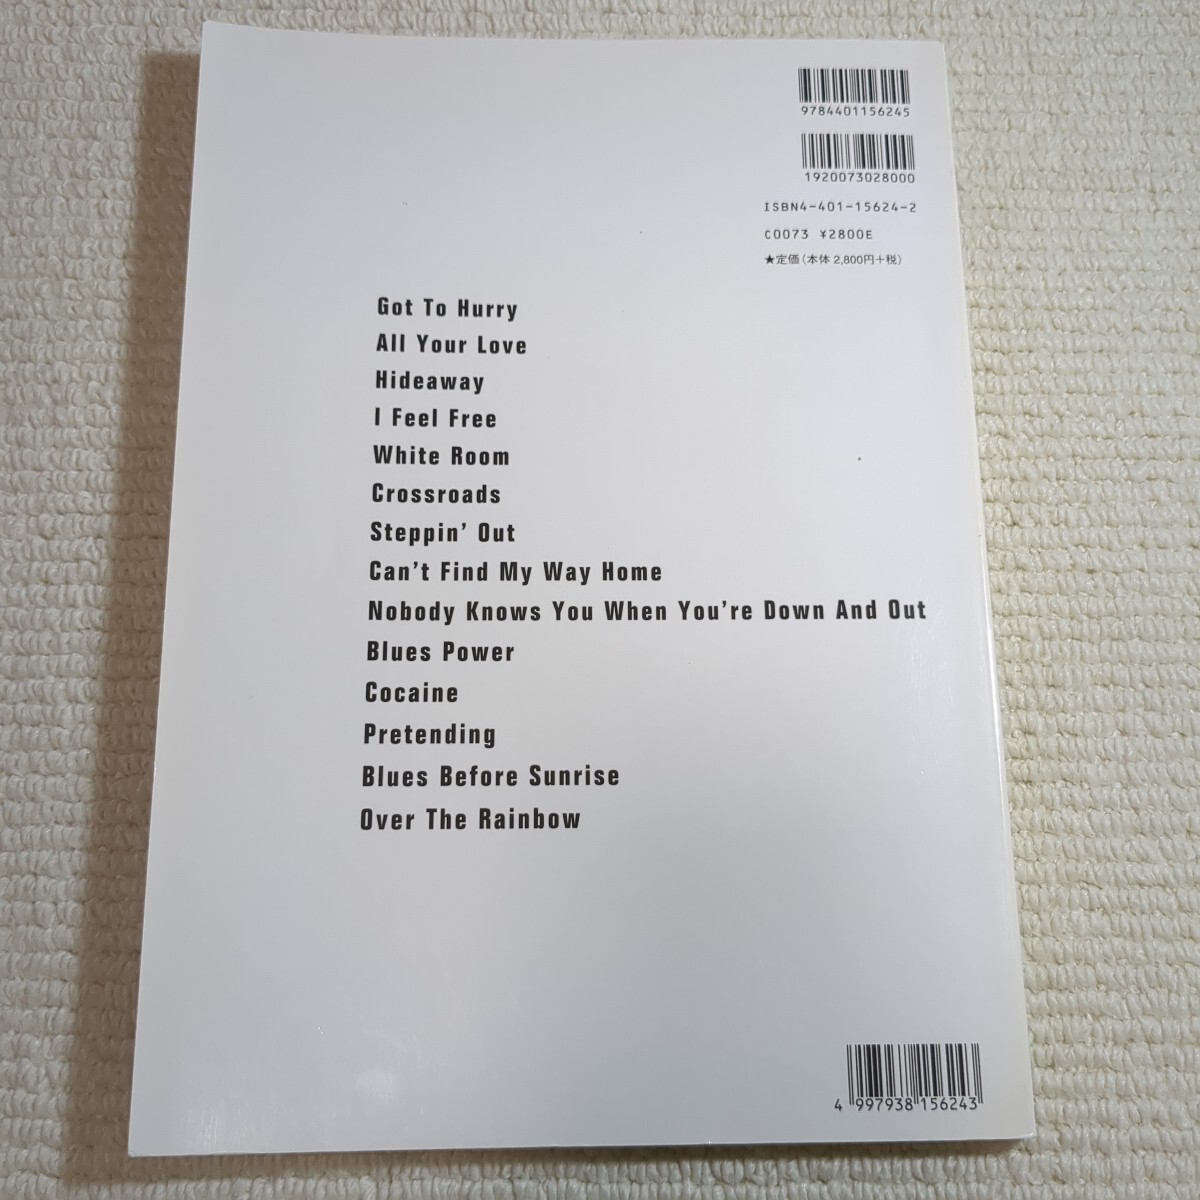 9784401156245
1920073028000
ISBN4-401-15624-2
C0073 ¥2800E
★定価(本体2,800円+税)
Got To Hurry
All Your Love
Hideaway
I Feel Free
White Room
Crossroads
Steppin' Out
Can't Find My Way Home
Nobody Knows You When You're Down And Out
Blues Power
Cocaine
Pretending
Blues Before Sunrise
Over The Rainbow
4 997938 156243